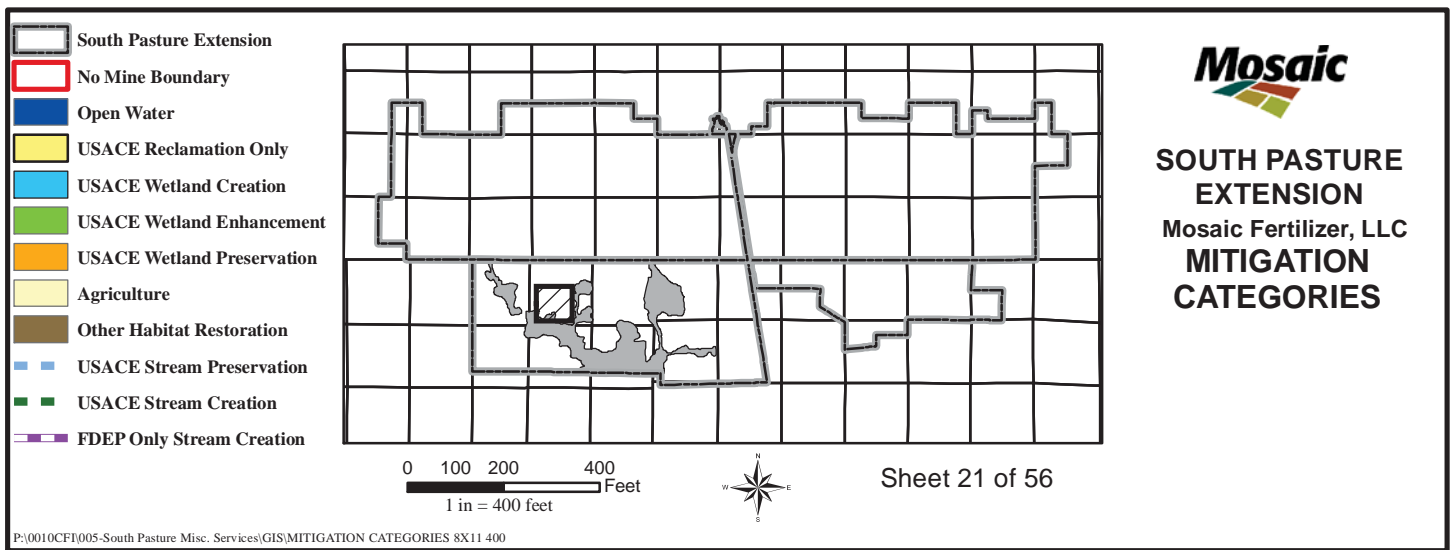 South Pasture Extension
No Mine Boundary
Open Water
USACE Reclamation Only
USACE Wetland Creation
USACE Wetland Enhancement
USACE Wetland Preservation
Agriculture
Other Habitat Restoration
USACE Stream Preservation
USACE Stream Creation
FDEP Only Stream Creation
0 100 200 400
Feet
1 in = 400 feet
N
W E
S
Sheet 21 of 56
Mosaic
SOUTH PASTURE
EXTENSION
Mosaic Fertilizer, LLC
MITIGATION
CATEGORIES
P:\0010CFI\005-South Pasture Misc. Services\GIS\MITIGATION CATEGORIES 8X11 400